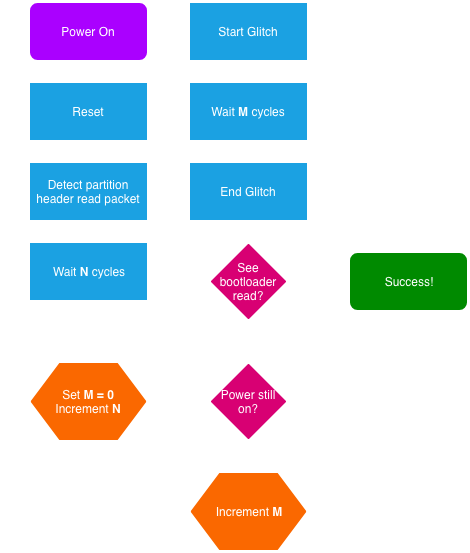 Power On
Start Glitch
Reset
Wait M cycles
Detect partition
header read packet
End Glitch
Wait N cycles
See
bootloader
read?
Success!
Set M = 0
Increment N
Power still
on?
Increment M